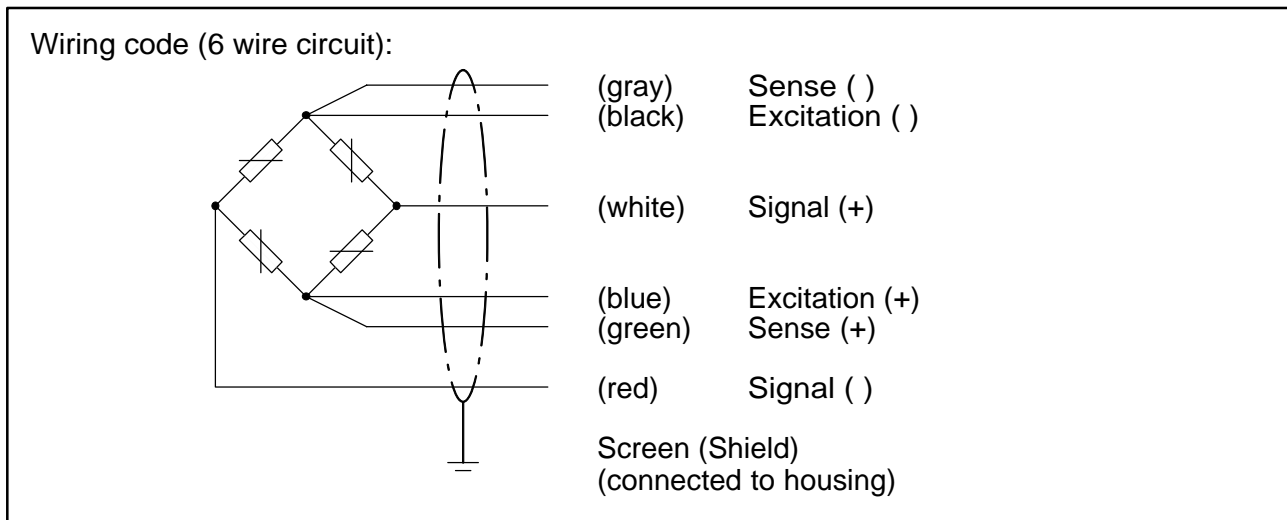 Wiring code (6 wire circuit):
(gray) Sense ( )
(black) Excitation ( )
(white) Signal (+)
(blue) Excitation (+)
(green) Sense (+)
(red) Signal ( )
Screen (Shield)
(connected to housing)